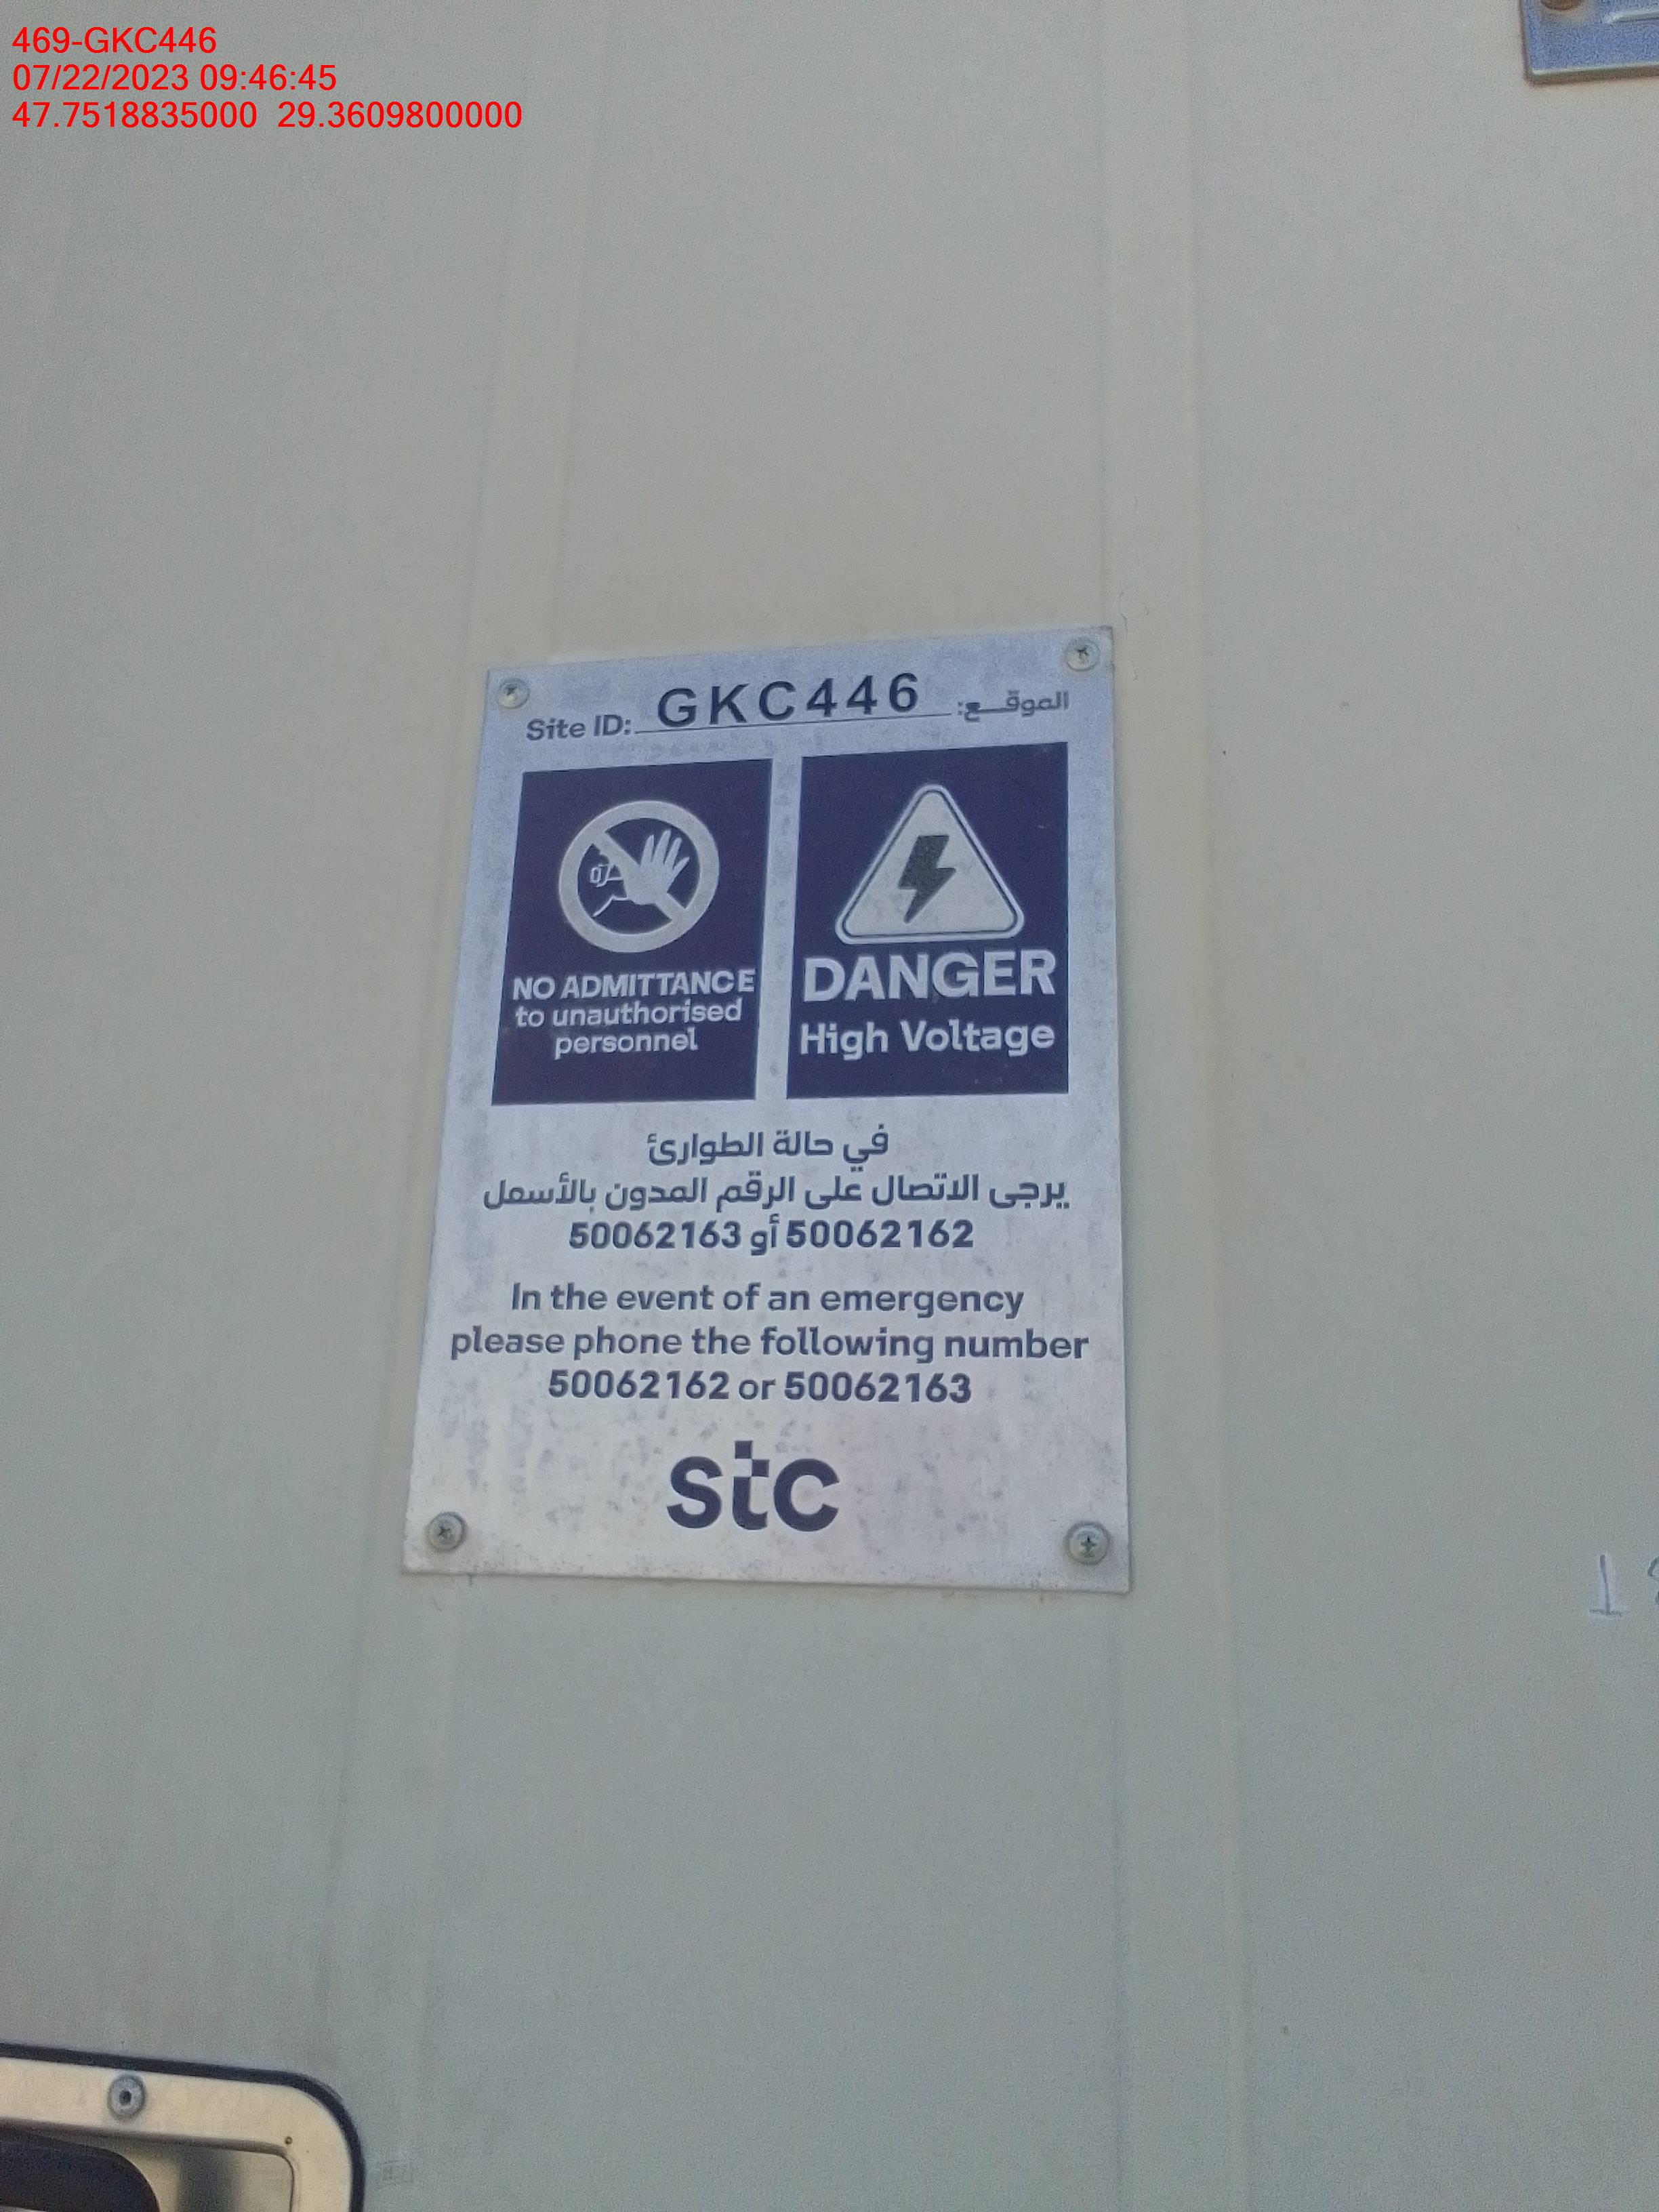 469-GKC446
07/22/2023 09:46:45
47.7518835000 29.3609800000
Site ID: GKC446 الموقع:
NO ADMITTANCE
to unauthorised
personnel
DANGER
High Voltage
في حالة الطوارئ
يرجى الاتصال على الرقم المدون بالأسفل
50062162 أو 50062163
In the event of an emergency
please phone the following number
50062162 or 50062163
stc